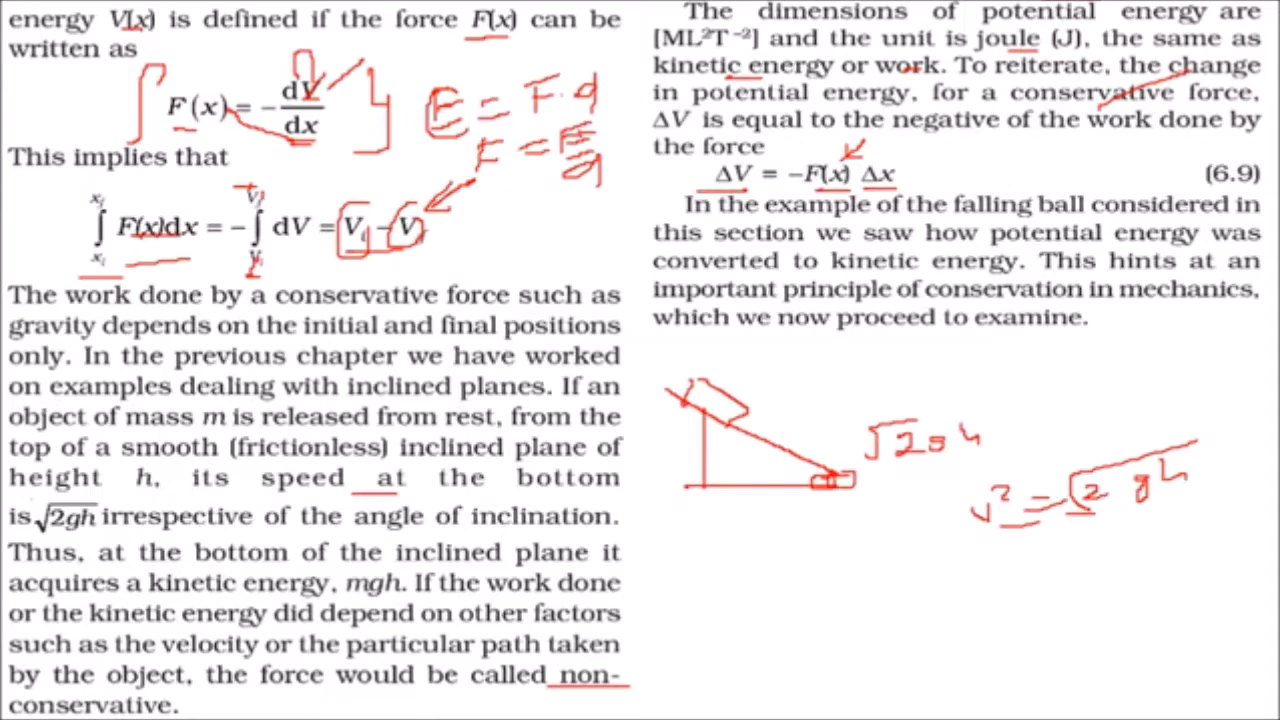 energy V(x) is defined if the force F(x) can be
written as
F(x) = − dV/dx
E = F.d
F = E/d
This implies that
∫_{x_i}^{x_f} F(x)dx = − ∫_{V_i}^{V_f} dV = V_i − V_f
The work done by a conservative force such as
gravity depends on the initial and final positions
only. In the previous chapter we have worked
on examples dealing with inclined planes. If an
object of mass m is released from rest, from the
top of a smooth (frictionless) inclined plane of
height h, its speed at the bottom
is √2gh irrespective of the angle of inclination.
Thus, at the bottom of the inclined plane it
acquires a kinetic energy, mgh. If the work done
or the kinetic energy did depend on other factors
such as the velocity or the particular path taken
by the object, the force would be called non-
conservative.
The dimensions of potential energy are
[ML²T⁻²] and the unit is joule (J), the same as
kinetic energy or work. To reiterate, the change
in potential energy, for a conservative force,
ΔV is equal to the negative of the work done by
the force
ΔV = −F(x) Δx (6.9)
In the example of the falling ball considered in
this section we saw how potential energy was
converted to kinetic energy. This hints at an
important principle of conservation in mechanics,
which we now proceed to examine.
√2gh
v² = √2gh